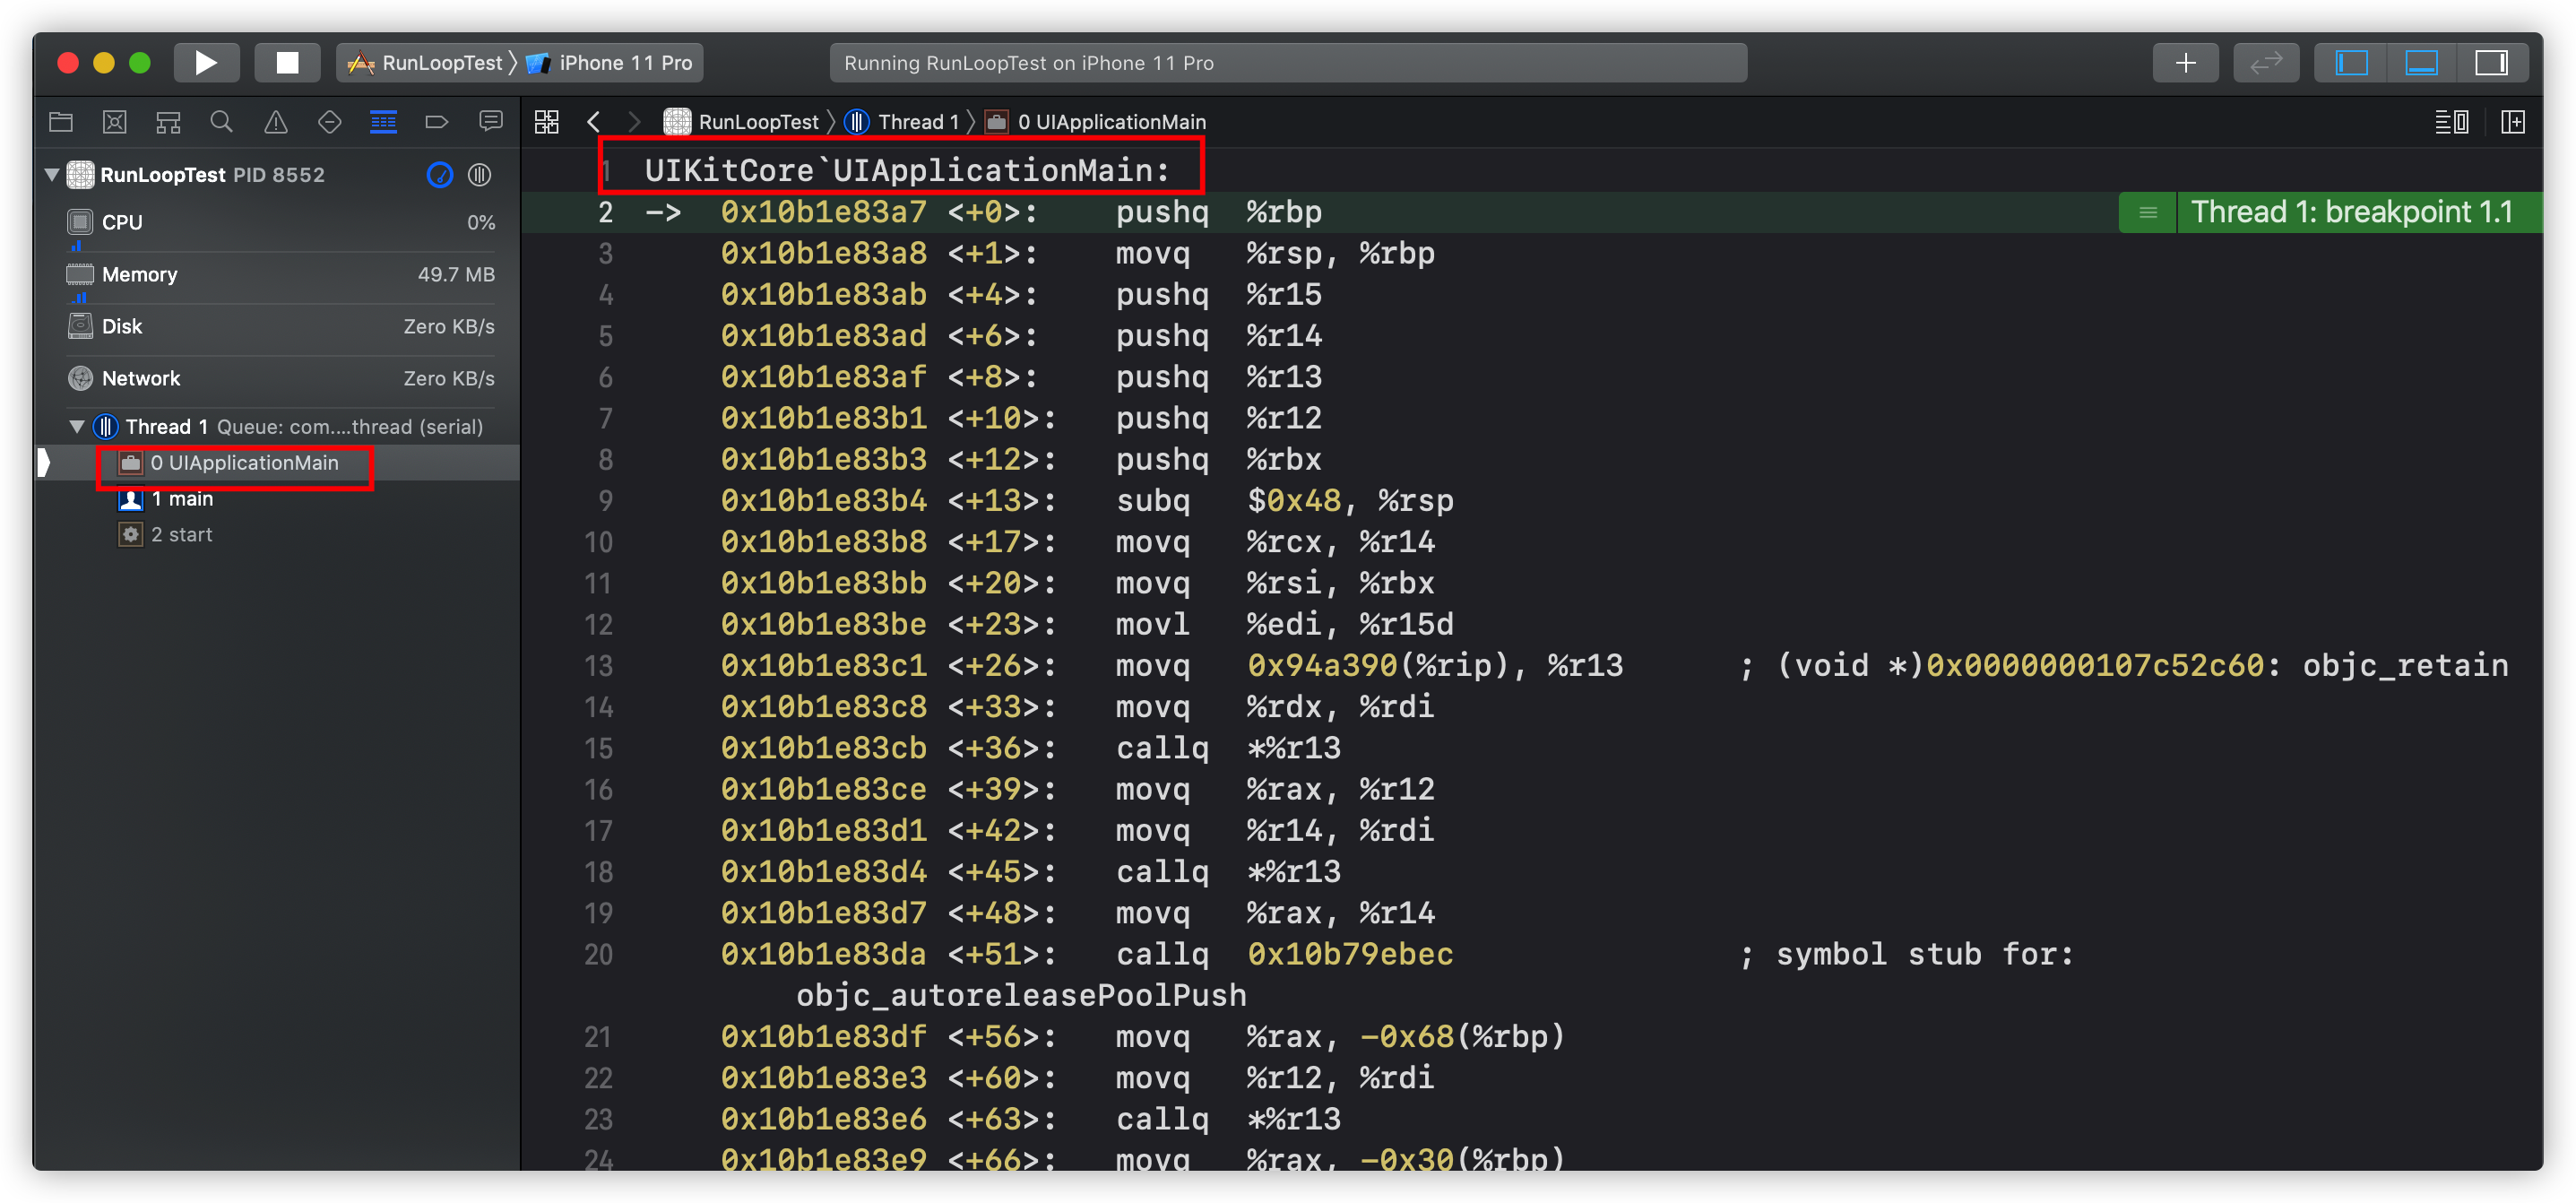 RunLoopTest 〉 iPhone 11 Pro
Running RunLoopTest on iPhone 11 Pro
RunLoopTest 〉 Thread 1 〉 0 UIApplicationMain
RunLoopTest PID 8552
CPU 0%
Memory 49.7 MB
Disk Zero KB/s
Network Zero KB/s
Thread 1 Queue: com....thread (serial)
0 UIApplicationMain
1 main
2 start
1 UIKitCore`UIApplicationMain:
2 -> 0x10b1e83a7 <+0>: pushq %rbp Thread 1: breakpoint 1.1
3 0x10b1e83a8 <+1>: movq %rsp, %rbp
4 0x10b1e83ab <+4>: pushq %r15
5 0x10b1e83ad <+6>: pushq %r14
6 0x10b1e83af <+8>: pushq %r13
7 0x10b1e83b1 <+10>: pushq %r12
8 0x10b1e83b3 <+12>: pushq %rbx
9 0x10b1e83b4 <+13>: subq $0x48, %rsp
10 0x10b1e83b8 <+17>: movq %rcx, %r14
11 0x10b1e83bb <+20>: movq %rsi, %rbx
12 0x10b1e83be <+23>: movl %edi, %r15d
13 0x10b1e83c1 <+26>: movq 0x94a390(%rip), %r13 ; (void *)0x0000000107c52c60: objc_retain
14 0x10b1e83c8 <+33>: movq %rdx, %rdi
15 0x10b1e83cb <+36>: callq *%r13
16 0x10b1e83ce <+39>: movq %rax, %r12
17 0x10b1e83d1 <+42>: movq %r14, %rdi
18 0x10b1e83d4 <+45>: callq *%r13
19 0x10b1e83d7 <+48>: movq %rax, %r14
20 0x10b1e83da <+51>: callq 0x10b79ebec ; symbol stub for:
objc_autoreleasePoolPush
21 0x10b1e83df <+56>: movq %rax, -0x68(%rbp)
22 0x10b1e83e3 <+60>: movq %r12, %rdi
23 0x10b1e83e6 <+63>: callq *%r13
24 0x10b1e83e9 <+66>: movq %rax, -0x30(%rbp)